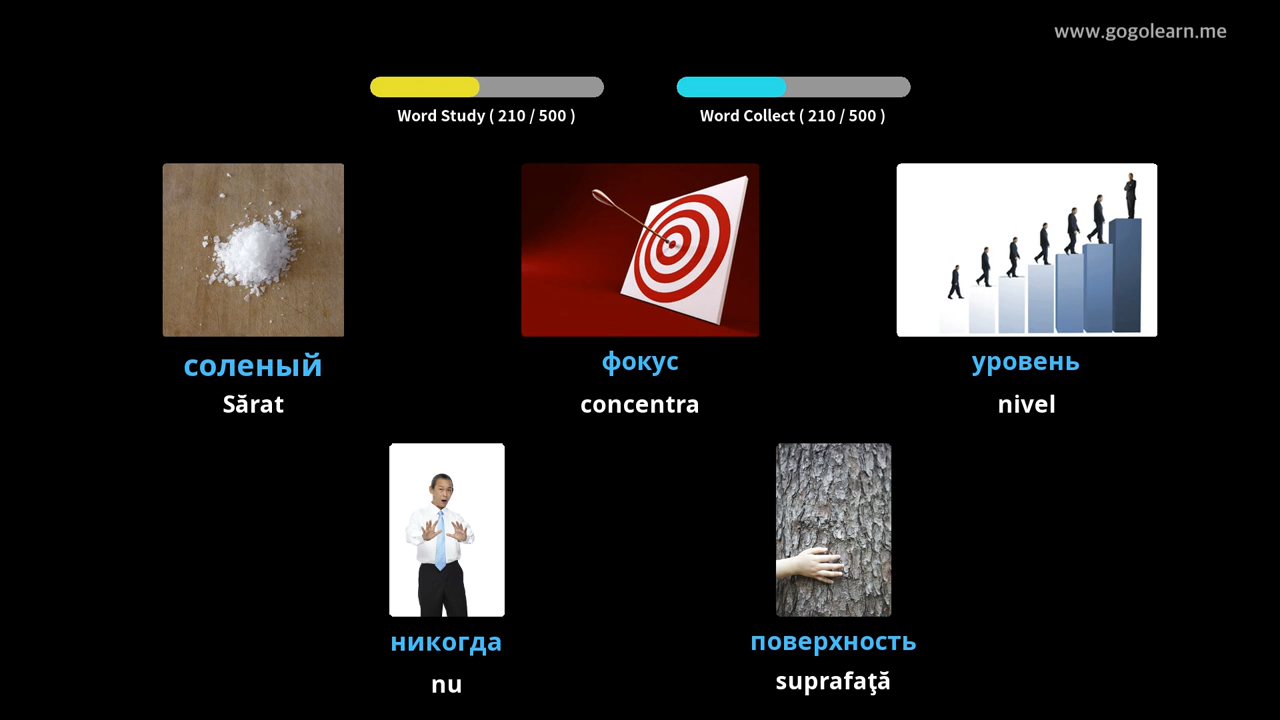 www.gogolearn.me
Word Study ( 210 / 500 )
Word Collect ( 210 / 500 )
соленый
Sărat
фокус
concentra
уровень
nivel
никогда
nu
поверхность
suprafaţă